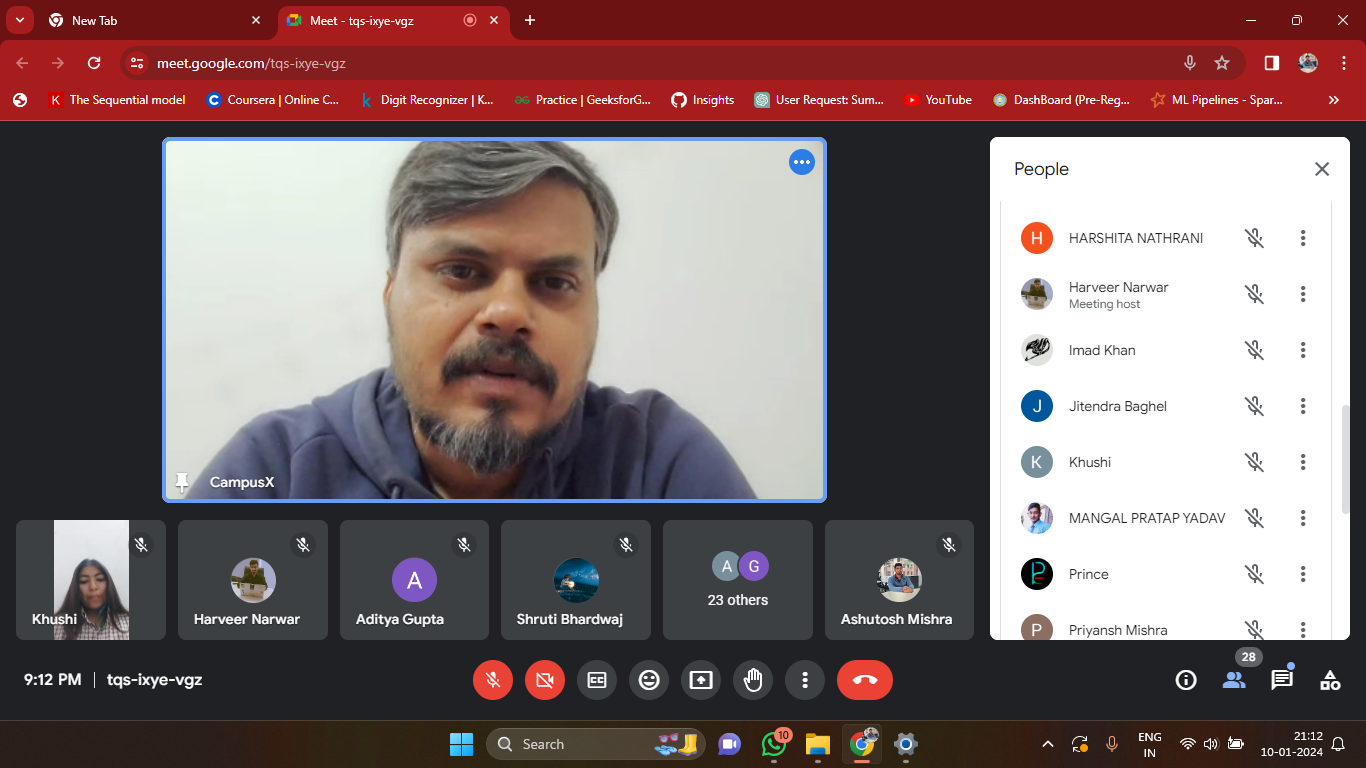 New Tab
Meet - tqs-ixye-vgz
meet.google.com/tqs-ixye-vgz
The Sequential model
Coursera | Online C...
Digit Recognizer | K...
Practice | GeeksforG...
Insights
User Request: Sum...
YouTube
DashBoard (Pre-Reg...
ML Pipelines - Spar...
CampusX
People
H HARSHITA NATHRANI
Harveer Narwar
Meeting host
Imad Khan
J Jitendra Baghel
K Khushi
MANGAL PRATAP YADAV
Prince
P Priyansh Mishra
Khushi
Harveer Narwar
A
Aditya Gupta
Shruti Bhardwaj
A G
23 others
Ashutosh Mishra
9:12 PM | tqs-ixye-vgz
28
Search
10
ENG
IN
21:12
10-01-2024